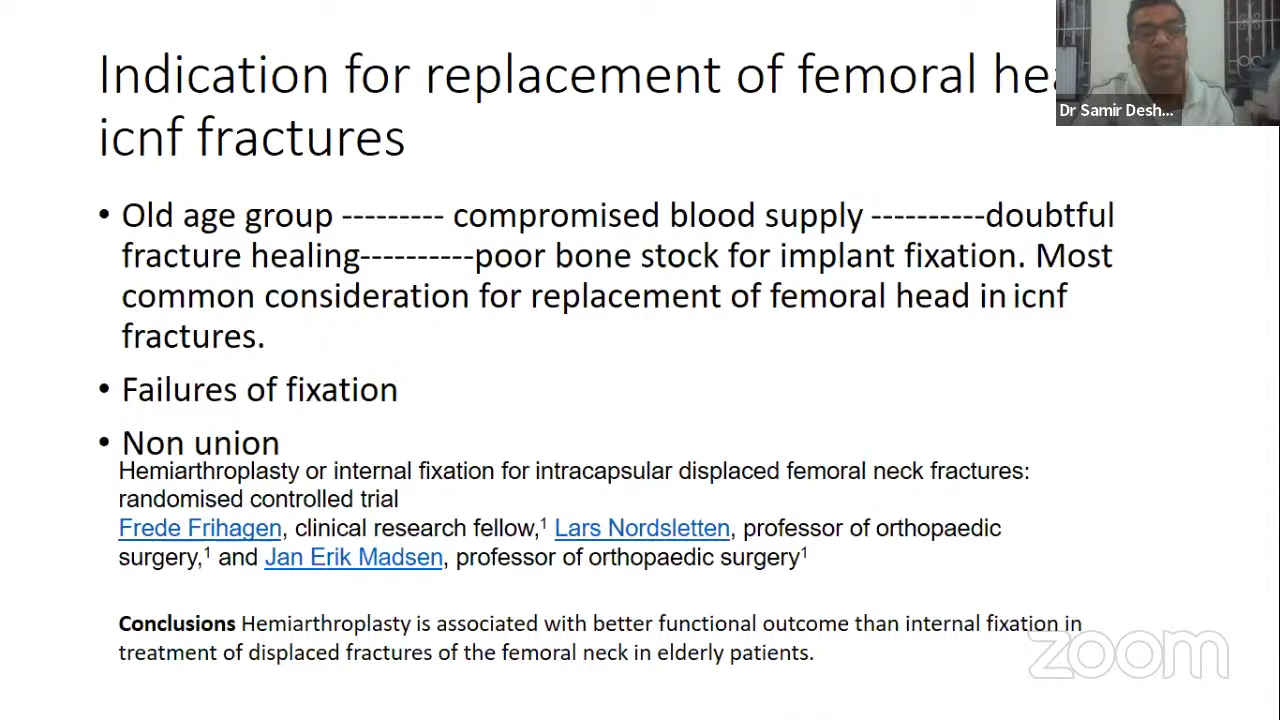 Indication for replacement of femoral hea
icnf fractures
Dr Samir Desh...
• Old age group --------- compromised blood supply ----------doubtful
fracture healing----------poor bone stock for implant fixation. Most
common consideration for replacement of femoral head in icnf
fractures.
• Failures of fixation
• Non union
Hemiarthroplasty or internal fixation for intracapsular displaced femoral neck fractures:
randomised controlled trial
Frede Frihagen, clinical research fellow,¹ Lars Nordsletten, professor of orthopaedic
surgery,¹ and Jan Erik Madsen, professor of orthopaedic surgery¹
Conclusions Hemiarthroplasty is associated with better functional outcome than internal fixation in
treatment of displaced fractures of the femoral neck in elderly patients.
zoom